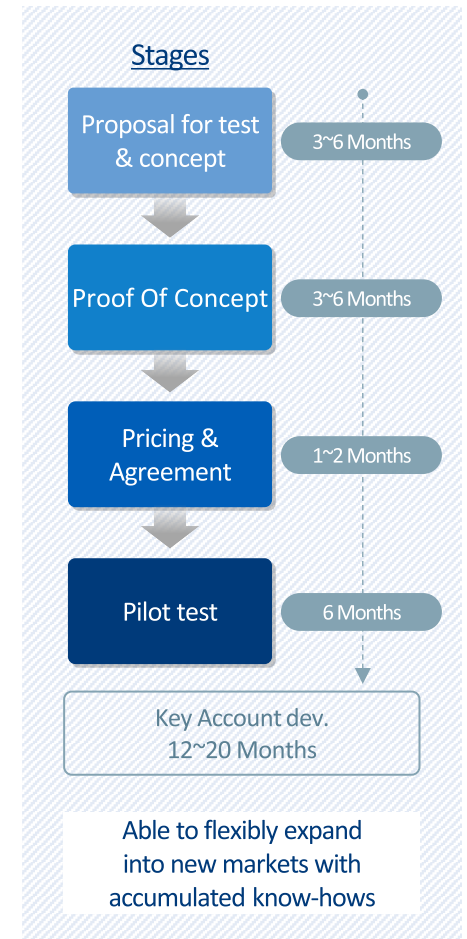 Stages
Proposal for test
& concept
3~6 Months
Proof Of Concept
3~6 Months
Pricing &
Agreement
1~2 Months
Pilot test
6 Months
Key Account dev.
12~20 Months
Able to flexibly expand
into new markets with
accumulated know-hows